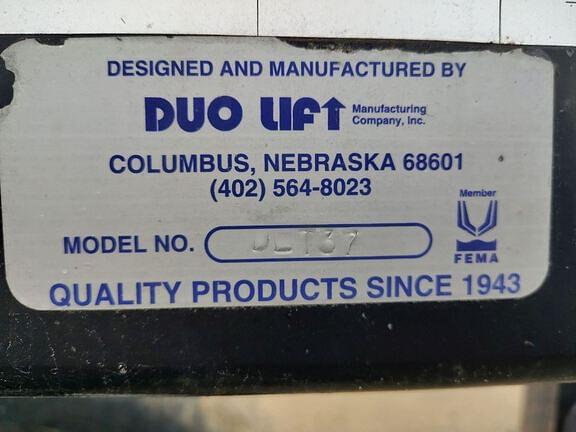 DESIGNED AND MANUFACTURED BY
DUO LIFT Manufacturing
Company, Inc.
COLUMBUS, NEBRASKA 68601
(402) 564-8023
Member
MODEL NO. DLT37
FEMA
QUALITY PRODUCTS SINCE 1943